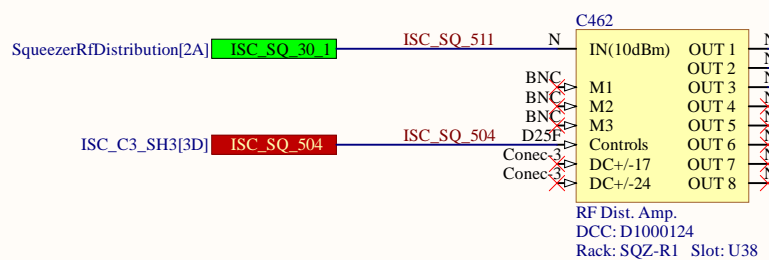 C462
SqueezerRfDistribution[2A] ISC_SQ_30_1 ISC_SQ_511 N IN(10dBm) OUT 1 N
OUT 2 N
BNC M1 OUT 3 N
BNC M2 OUT 4 N
BNC M3 OUT 5 N
ISC_C3_SH3[3D] ISC_SQ_504 ISC_SQ_504 D25F Controls OUT 6 N
Conec-3 DC+/-17 OUT 7 N
Conec-3 DC+/-24 OUT 8 N
RF Dist. Amp.
DCC: D1000124
Rack: SQZ-R1 Slot: U38